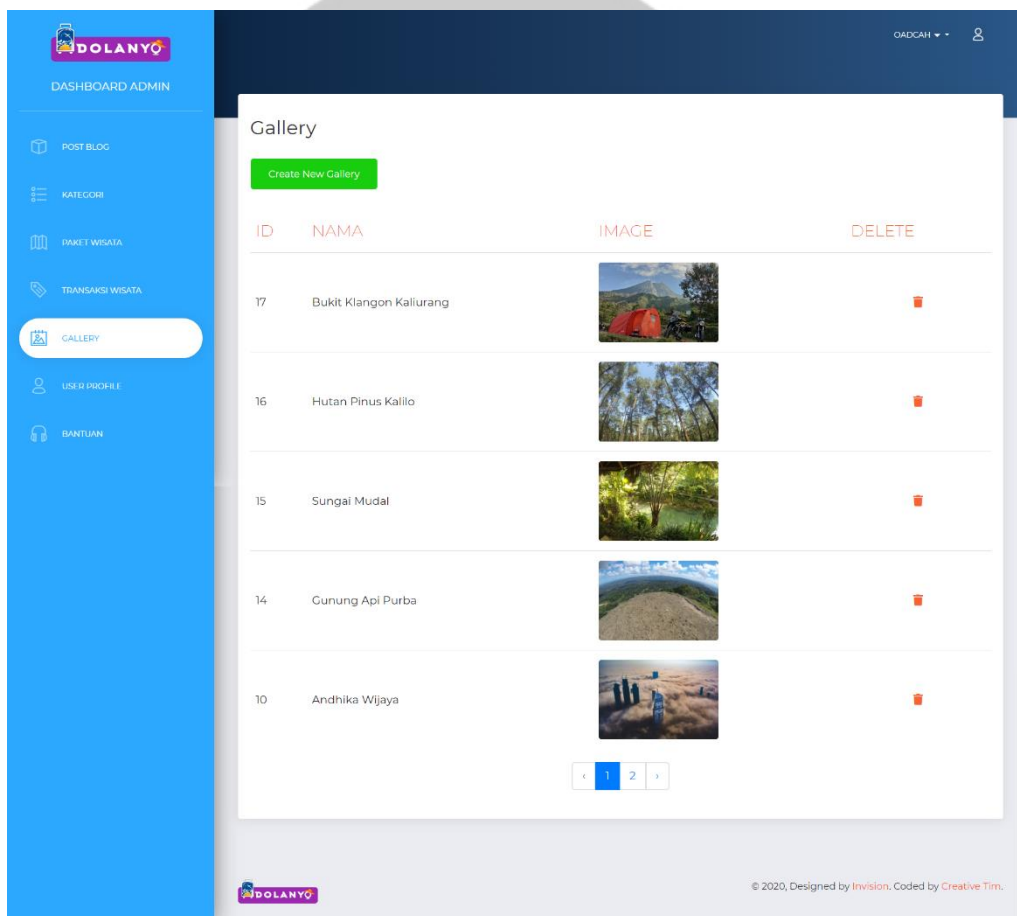 DOLANYO
DASHBOARD ADMIN
POST BLOG
KATEGORI
PAKET WISATA
TRANSAKSI WISATA
GALLERY
USER PROFILE
BANTUAN
OADCAH
Gallery
Create New Gallery
ID NAMA IMAGE DELETE
17 Bukit Klangon Kaliurang
16 Hutan Pinus Kalilo
15 Sungai Mudal
14 Gunung Api Purba
10 Andhika Wijaya
‹ 1 2 ›
DOLANYO
© 2020, Designed by Invision. Coded by Creative Tim.